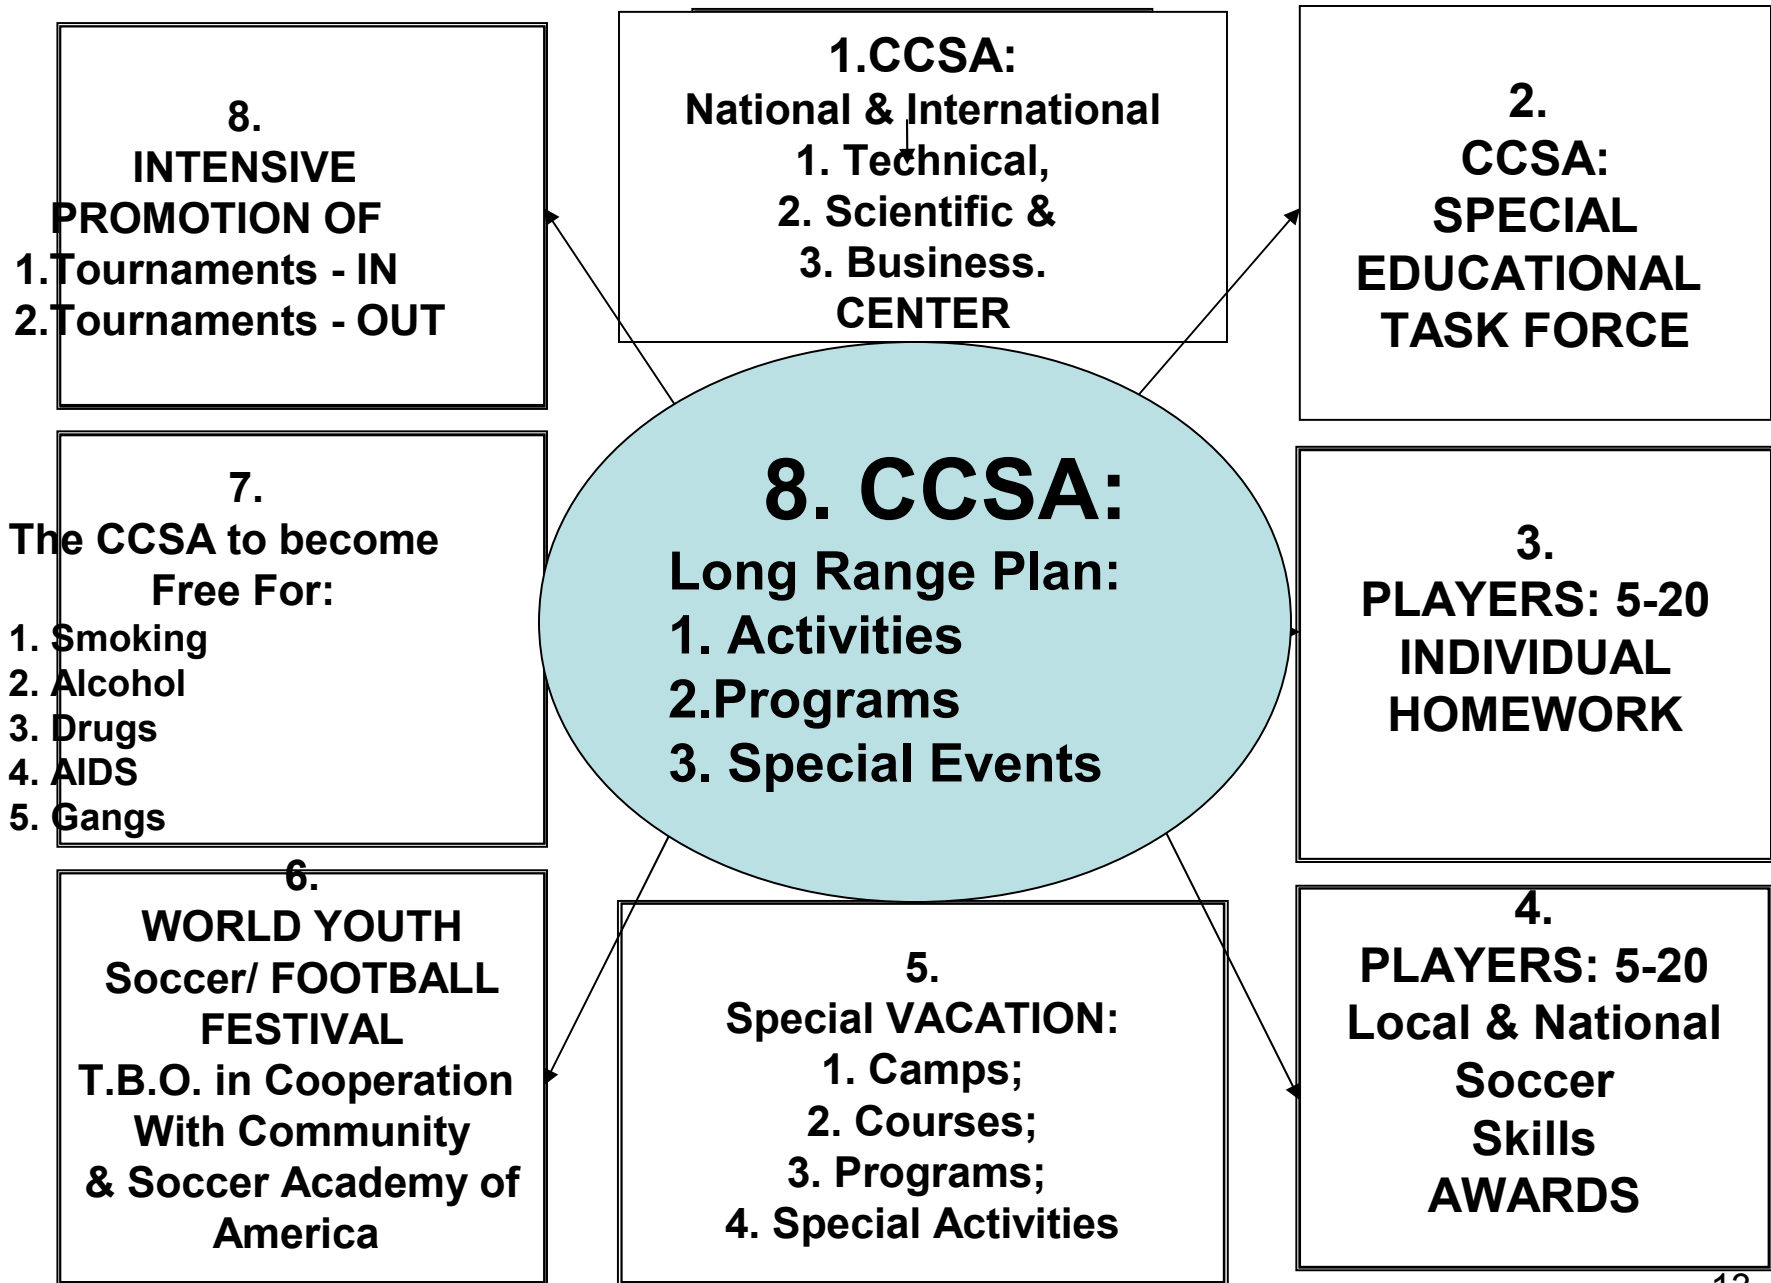 1.CCSA:
National & International
1. Technical,
2. Scientific &
3. Business.
CENTER
2.
CCSA:
SPECIAL
EDUCATIONAL
TASK FORCE
3.
PLAYERS: 5-20
INDIVIDUAL
HOMEWORK
4.
PLAYERS: 5-20
Local & National
Soccer
Skills
AWARDS
5.
Special VACATION:
1. Camps;
2. Courses;
3. Programs;
4. Special Activities
6.
WORLD YOUTH
Soccer/ FOOTBALL
FESTIVAL
T.B.O. in Cooperation
With Community
& Soccer Academy of
America
7.
The CCSA to become
Free For:
1. Smoking
2. Alcohol
3. Drugs
4. AIDS
5. Gangs
8.
INTENSIVE
PROMOTION OF
1.Tournaments - IN
2.Tournaments - OUT
8. CCSA:
Long Range Plan:
1. Activities
2.Programs
3. Special Events